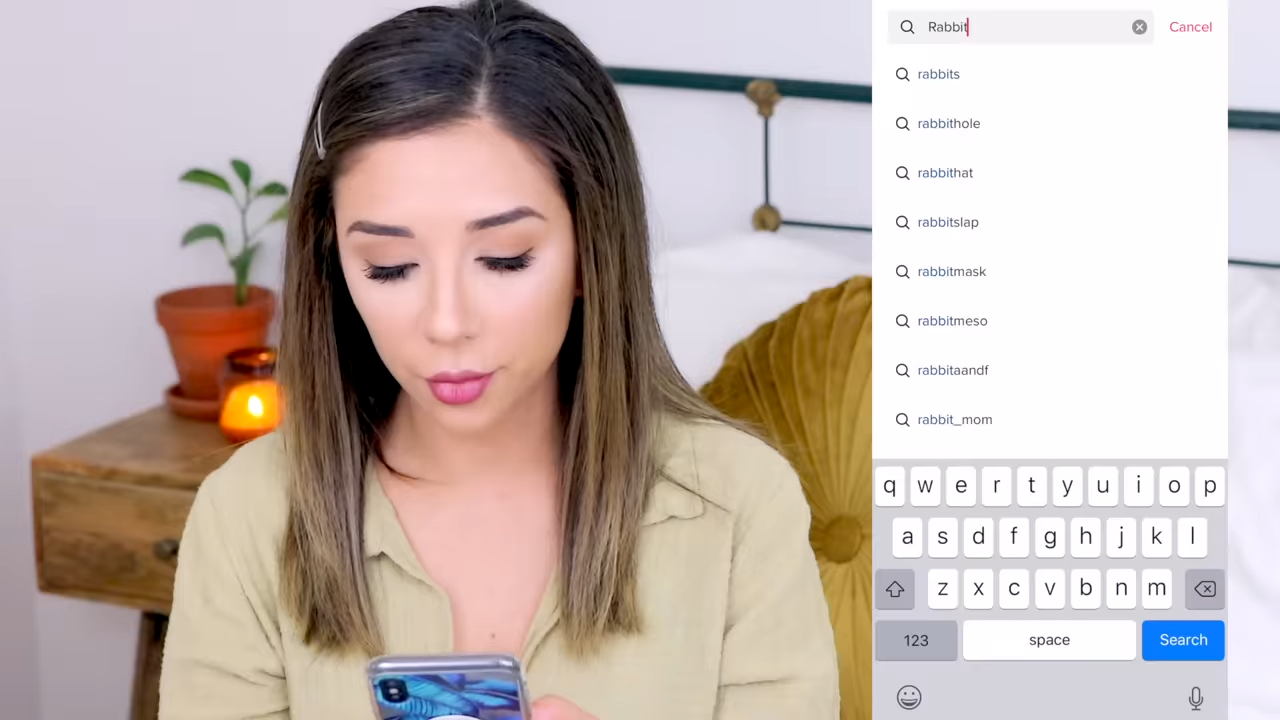 Rabbit
Cancel
rabbits
rabbithole
rabbithat
rabbitslap
rabbitmask
rabbitmeso
rabbitaandf
rabbit_mom
q w e r t y u i o p
a s d f g h j k l
z x c v b n m
123 space Search